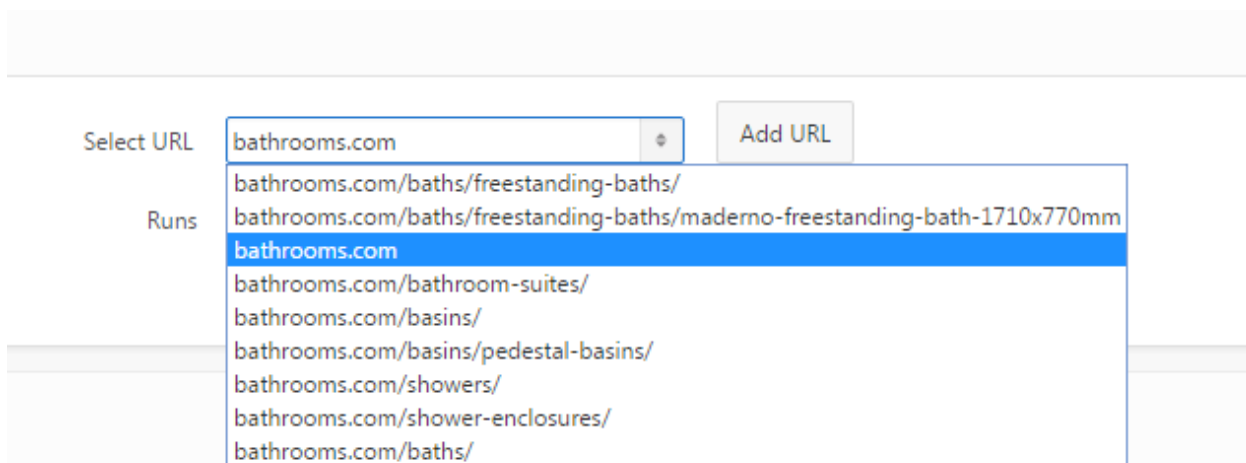 Select URL bathrooms.com Add URL
bathrooms.com/baths/freestanding-baths/
Runs bathrooms.com/baths/freestanding-baths/maderno-freestanding-bath-1710x770mm
bathrooms.com
bathrooms.com/bathroom-suites/
bathrooms.com/basins/
bathrooms.com/basins/pedestal-basins/
bathrooms.com/showers/
bathrooms.com/shower-enclosures/
bathrooms.com/baths/